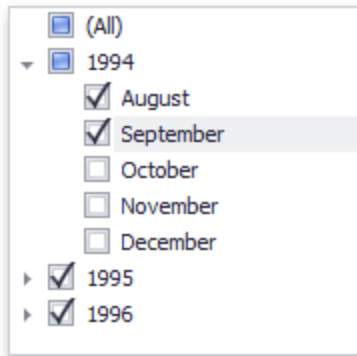 (All)
1994
August
September
October
November
December
1995
1996